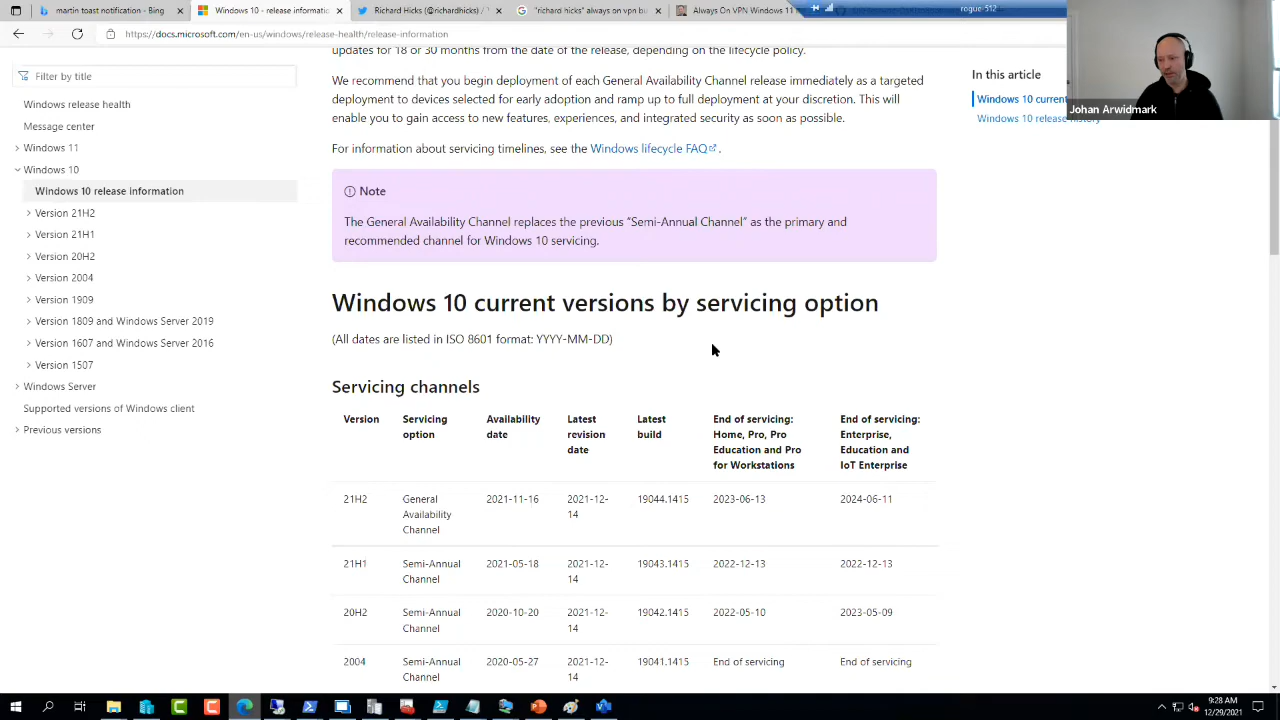 martin toast notification - Bing
Windows 10 - release informatio
Richard Hicks (@richardhicks) /
"richard hicks" always on vpn bu
Always On VPN Windows 11
rogue-512
https://docs.microsoft.com/en-us/windows/release-health/release-information
Filter by title
Windows release health
Message center
Windows 11
Windows 10
Windows 10 release information
Version 21H2
Version 21H1
Version 20H2
Version 2004
Version 1909
Version 1809 and Windows Server 2019
Version 1607 and Windows Server 2016
Version 1507
Windows Server
Supported versions of Windows client
Previous versions
updates for 18 or 30 months from the date of the release, depending on the lifecycle policy.
We recommend that you begin deployment of each General Availability Channel release immediately as a targeted
deployment to devices selected for early adoption and ramp up to full deployment at your discretion. This will
enable you to gain access to new features, experiences, and integrated security as soon as possible.
For information about servicing timelines, see the Windows lifecycle FAQ .
Note
The General Availability Channel replaces the previous “Semi-Annual Channel” as the primary and
recommended channel for Windows 10 servicing.
Windows 10 current versions by servicing option
(All dates are listed in ISO 8601 format: YYYY-MM-DD)
Servicing channels
Version Servicing option Availability date Latest revision date Latest build End of servicing: Home, Pro, Pro Education and Pro for Workstations End of servicing: Enterprise, Education and IoT Enterprise
21H2 General Availability Channel 2021-11-16 2021-12-14 19044.1415 2023-06-13 2024-06-11
21H1 Semi-Annual Channel 2021-05-18 2021-12-14 19043.1415 2022-12-13 2022-12-13
20H2 Semi-Annual Channel 2020-10-20 2021-12-14 19042.1415 2022-05-10 2023-05-09
2004 Semi-Annual Channel 2020-05-27 2021-12-14 19041.1415 End of servicing End of servicing
In this article
Windows 10 current
Windows 10 release history
Johan Arwidmark
9:28 AM
12/29/2021